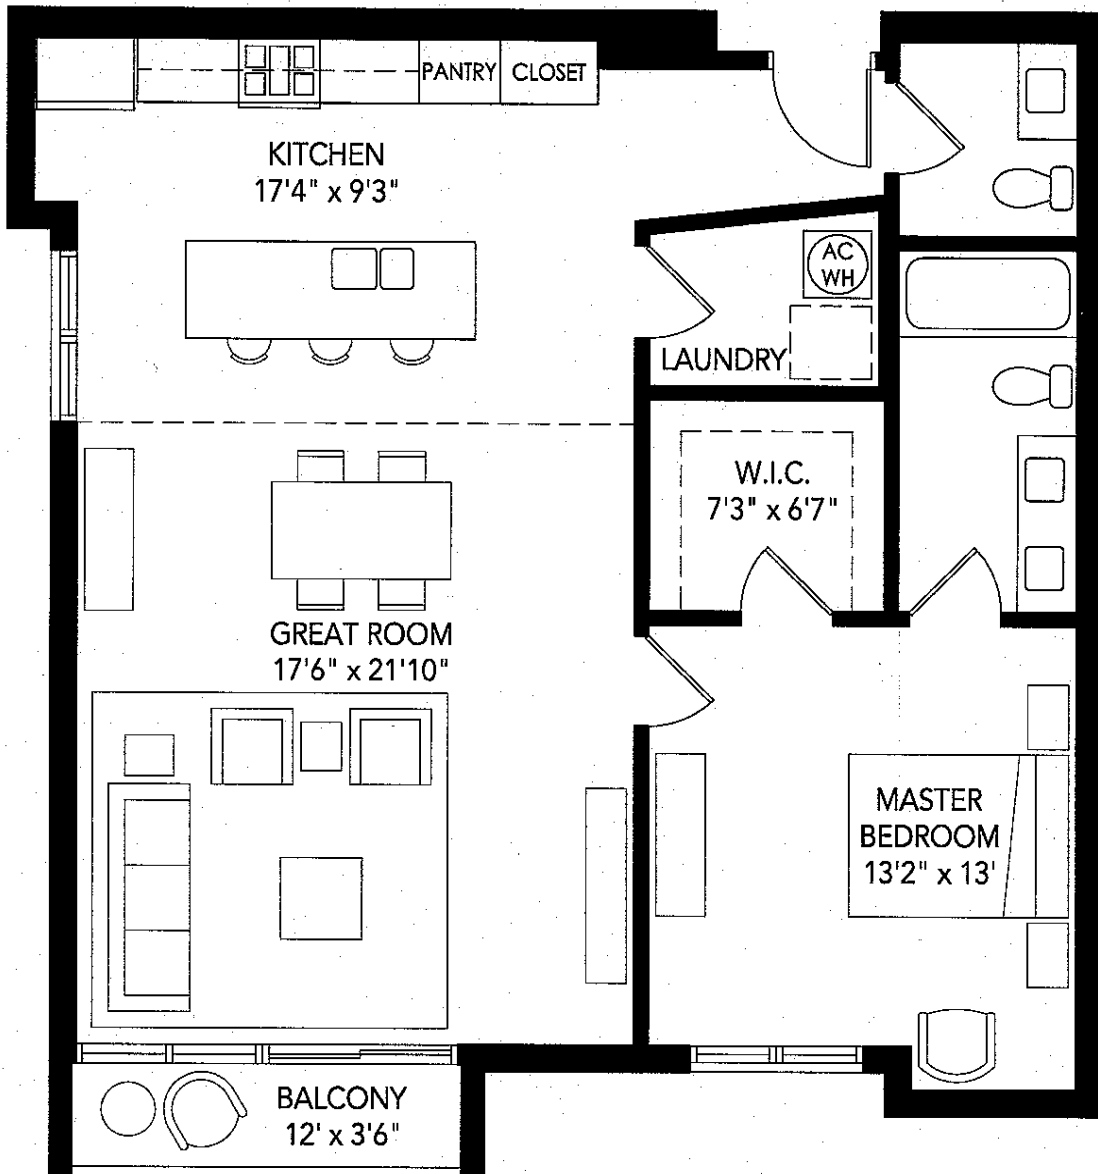 PANTRY CLOSET
KITCHEN
17'4" x 9'3"
AC
WH
LAUNDRY
W.I.C.
7'3" x 6'7"
GREAT ROOM
17'6" x 21'10"
MASTER
BEDROOM
13'2" x 13'
BALCONY
12' x 3'6"